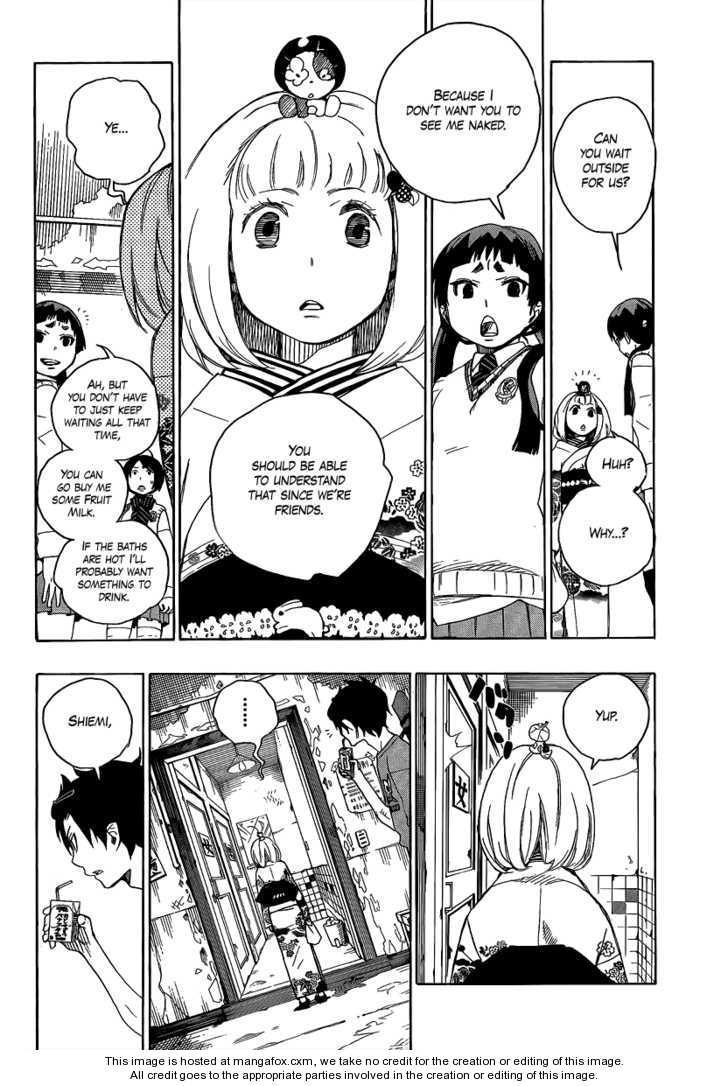 CAN
YOU WAIT
OUTSIDE
FOR US?
HUH?
WHY...?
BECAUSE I
DON'T WANT YOU TO
SEE ME NAKED.
YOU
SHOULD BE ABLE
TO UNDERSTAND
THAT SINCE WE'RE
FRIENDS.
YE...
AH, BUT
YOU DON'T HAVE
TO JUST KEEP
WAITING ALL THAT
TIME,
YOU CAN
GO BUY ME
SOME FRUIT
MILK.
IF THE BATHS
ARE HOT I'LL
PROBABLY WANT
SOMETHING TO
DRINK.
YUP.
女
........
女
SHIEMI,
This image is hosted at mangafox.cxm, we take no credit for the creation or editing of this image.
All credit goes to the appropriate parties involved in the creation or editing of this image.